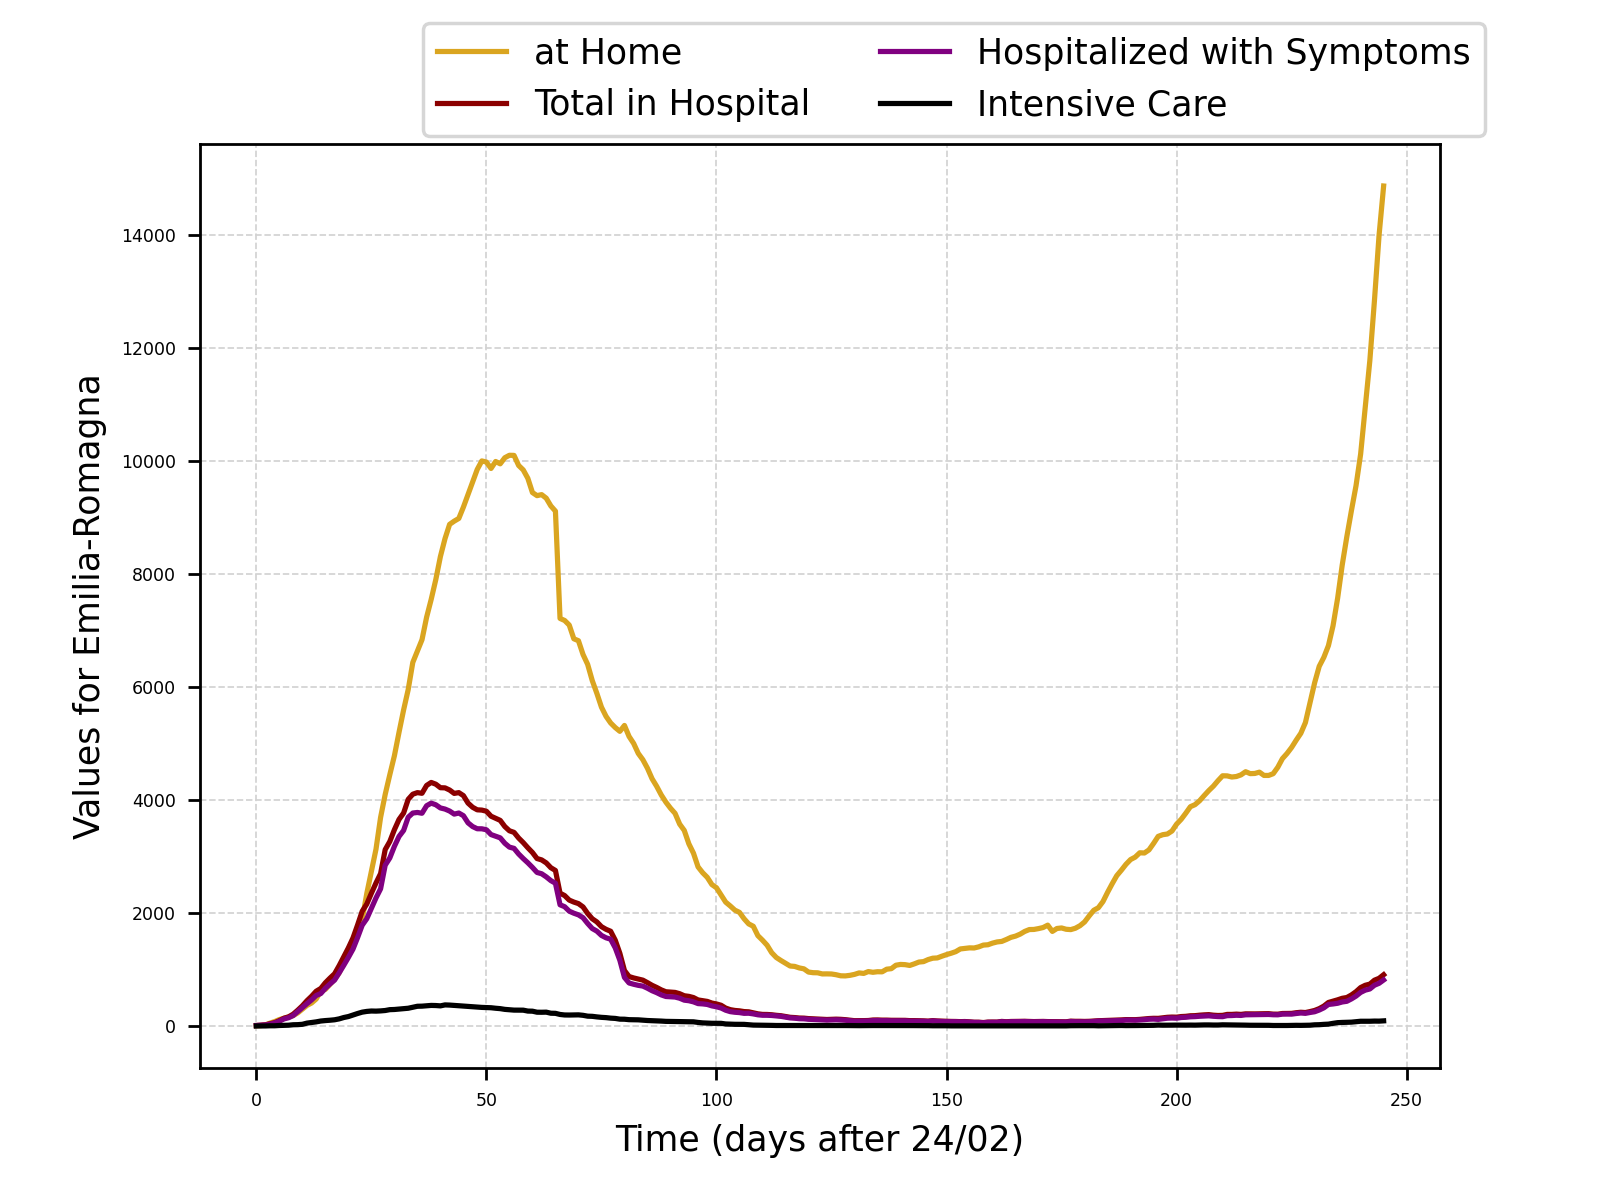 at Home
Total in Hospital
Hospitalized with Symptoms
Intensive Care
Values for Emilia-Romagna
14000
12000
10000
8000
6000
4000
2000
0
0 50 100 150 200 250
Time (days after 24/02)